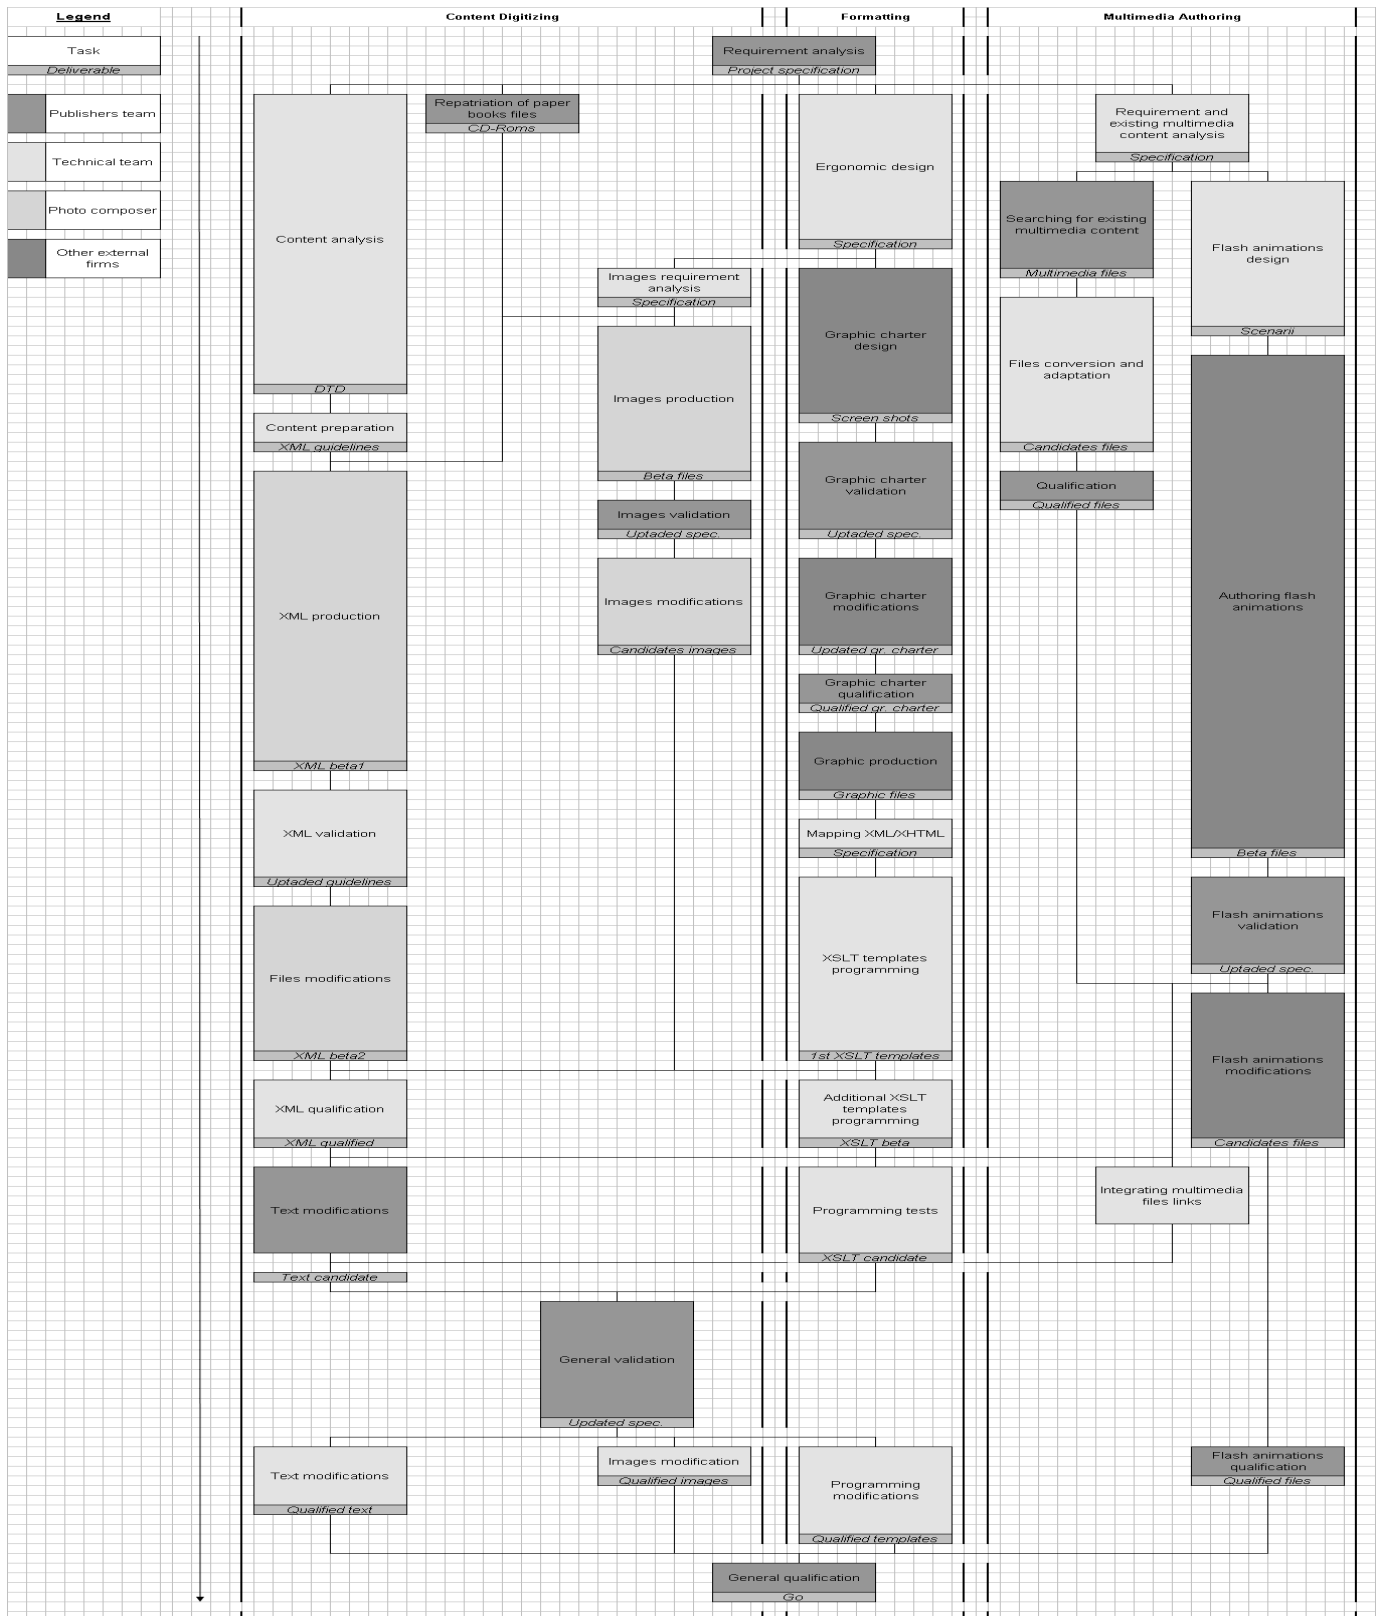 Legend
Content Digitizing
Formatting
Multimedia Authoring
Task
Deliverable
Publishers team
Technical team
Photo composer
Other external
firms
Requirement analysis
Project specification
Content analysis
DTD
Repatriation of paper
books files
CD-Roms
Ergonomic design
Specification
Requirement and
existing multimedia
content analysis
Specification
Searching for existing
multimedia content
Multimedia files
Flash animations
design
Scenarii
Images requirement
analysis
Specification
Graphic charter
design
Screen shots
Files conversion and
adaptation
Candidates files
Images production
Beta files
Authoring flash
animations
Beta files
Content preparation
XML guidelines
Graphic charter
validation
Uptaded spec.
XML production
XML beta1
Qualification
Qualified files
Images validation
Uptaded spec.
Images modifications
Candidates images
Graphic charter
modifications
Updated gr. charter
Graphic charter
qualification
Qualified gr. charter
Graphic production
Graphic files
XML validation
Uptaded guidelines
Mapping XML/XHTML
Specification
XSLT templates
programming
1st XSLT templates
Flash animations
validation
Uptaded spec.
Files modifications
XML beta2
Flash animations
modifications
Candidates files
XML qualification
XML qualified
Additional XSLT
templates
programming
XSLT beta
Text modifications
Text candidate
Programming tests
XSLT candidate
Integrating multimedia
files links
General validation
Updated spec.
Text modifications
Qualified text
Images modification
Qualified images
Programming
modifications
Qualified templates
Flash animations
qualification
Qualified files
General qualification
Go